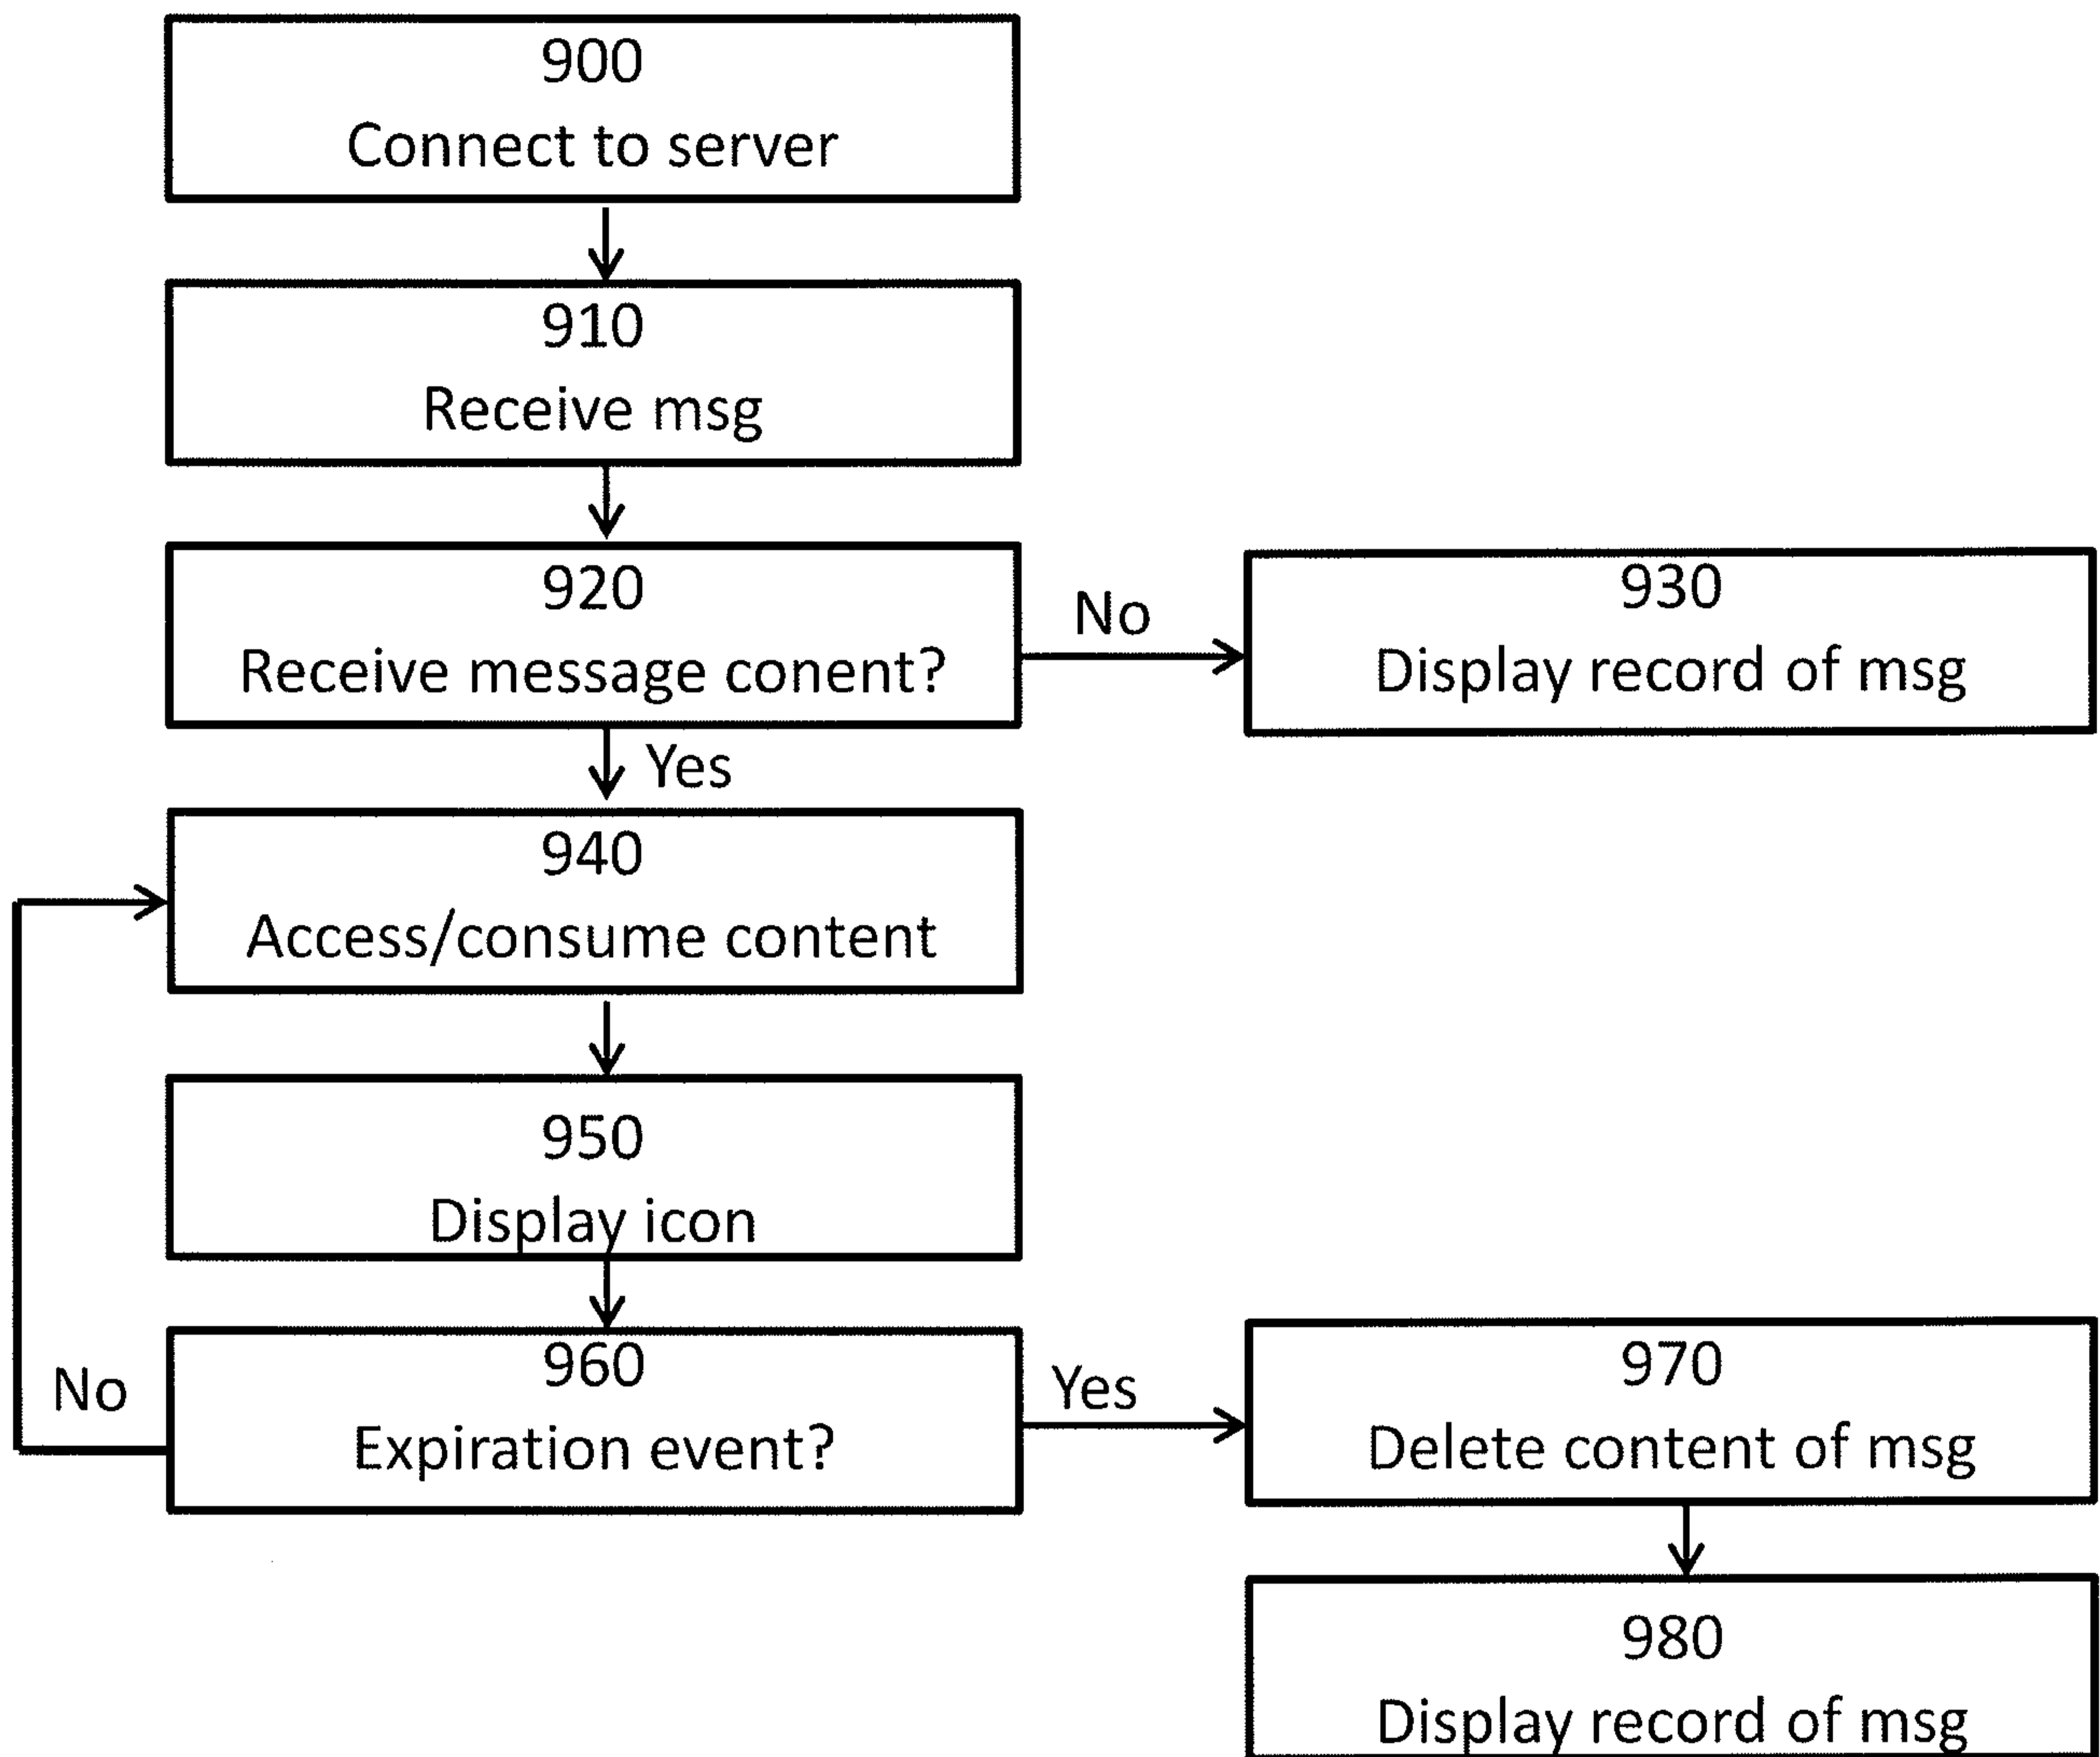 900
Connect to server
910
Receive msg
920
Receive message conent?
No
930
Display record of msg
Yes
940
Access/consume content
950
Display icon
960
Expiration event?
No
Yes
970
Delete content of msg
980
Display record of msg